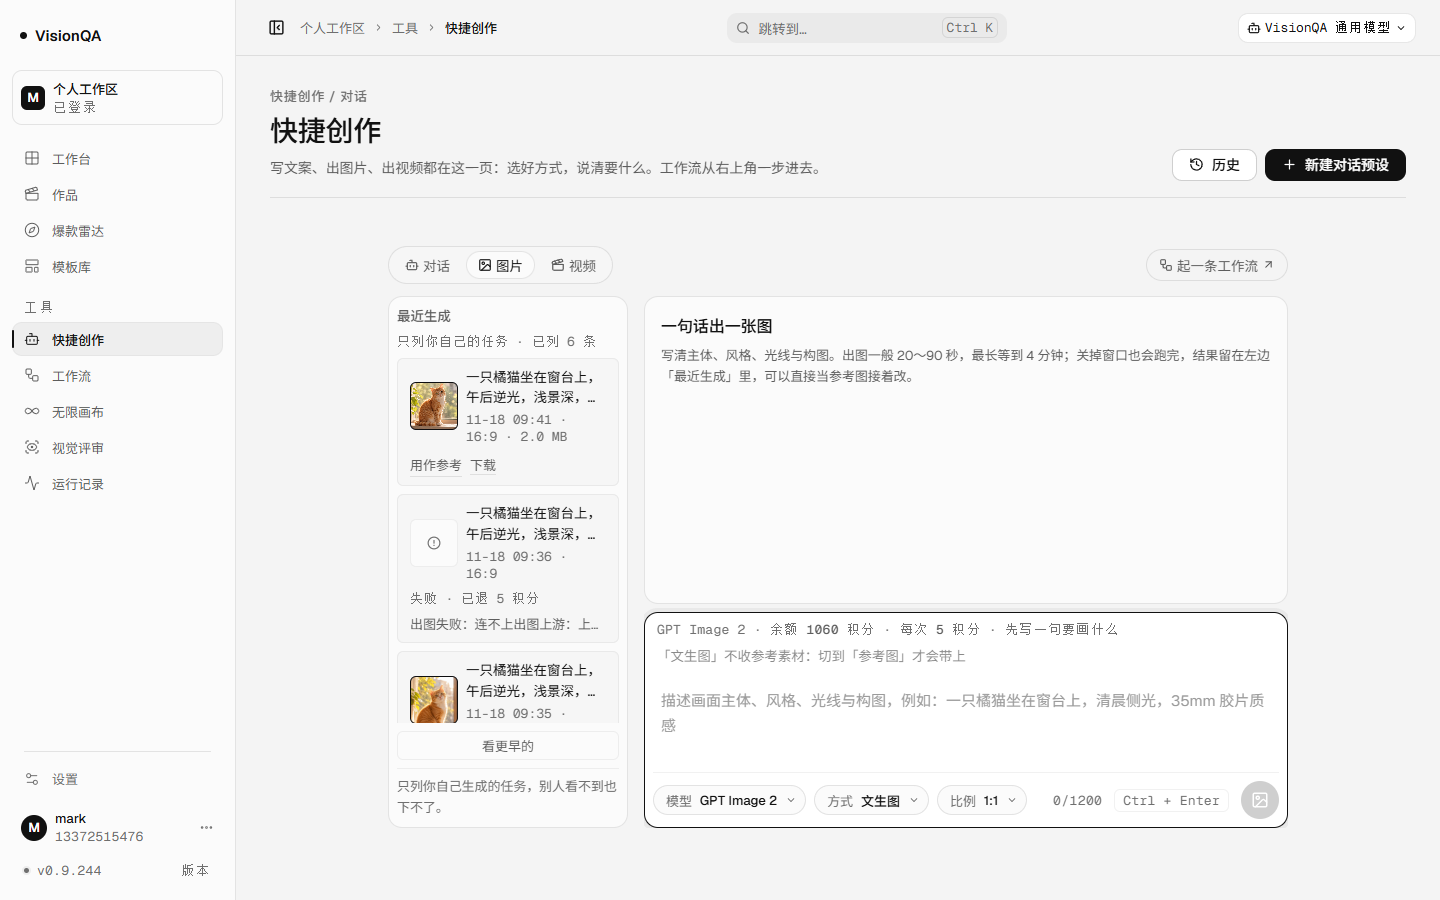 VisionQA
M
个人工作区
已登录
工作台
作品
爆款雷达
模板库
工具
快捷创作
工作流
无限画布
视觉评审
运行记录
设置
M
mark
13372515476
v0.9.244
版本
个人工作区
工具
快捷创作
跳转到…
Ctrl K
VisionQA 通用模型
快捷创作 / 对话
快捷创作
写文案、出图片、出视频都在这一页：选好方式，说清要什么。工作流从右上角一步进去。
历史
新建对话预设
对话
图片
视频
起一条工作流
最近生成
只列你自己的任务 · 已列 6 条
一只橘猫坐在窗台上，
午后逆光，浅景深，…
11-18 09:41 ·
16:9 · 2.0 MB
用作参考
下载
一只橘猫坐在窗台上，
午后逆光，浅景深，…
11-18 09:36 ·
16:9
失败 · 已退 5 积分
出图失败：连不上出图上游：上…
一只橘猫坐在窗台上，
午后逆光，浅景深，…
11-18 09:35 ·
看更早的
只列你自己生成的任务，别人看不到也
下不了。
一句话出一张图
写清主体、风格、光线与构图。出图一般 20～90 秒，最长等到 4 分钟；关掉窗口也会跑完，结果留在左边
「最近生成」里，可以直接当参考图接着改。
GPT Image 2 · 余额 1060 积分 · 每次 5 积分 · 先写一句要画什么
「文生图」不收参考素材：切到「参考图」才会带上
描述画面主体、风格、光线与构图，例如：一只橘猫坐在窗台上，清晨侧光，35mm 胶片质
感
模型 GPT Image 2
方式 文生图
比例 1:1
0/1200
Ctrl + Enter